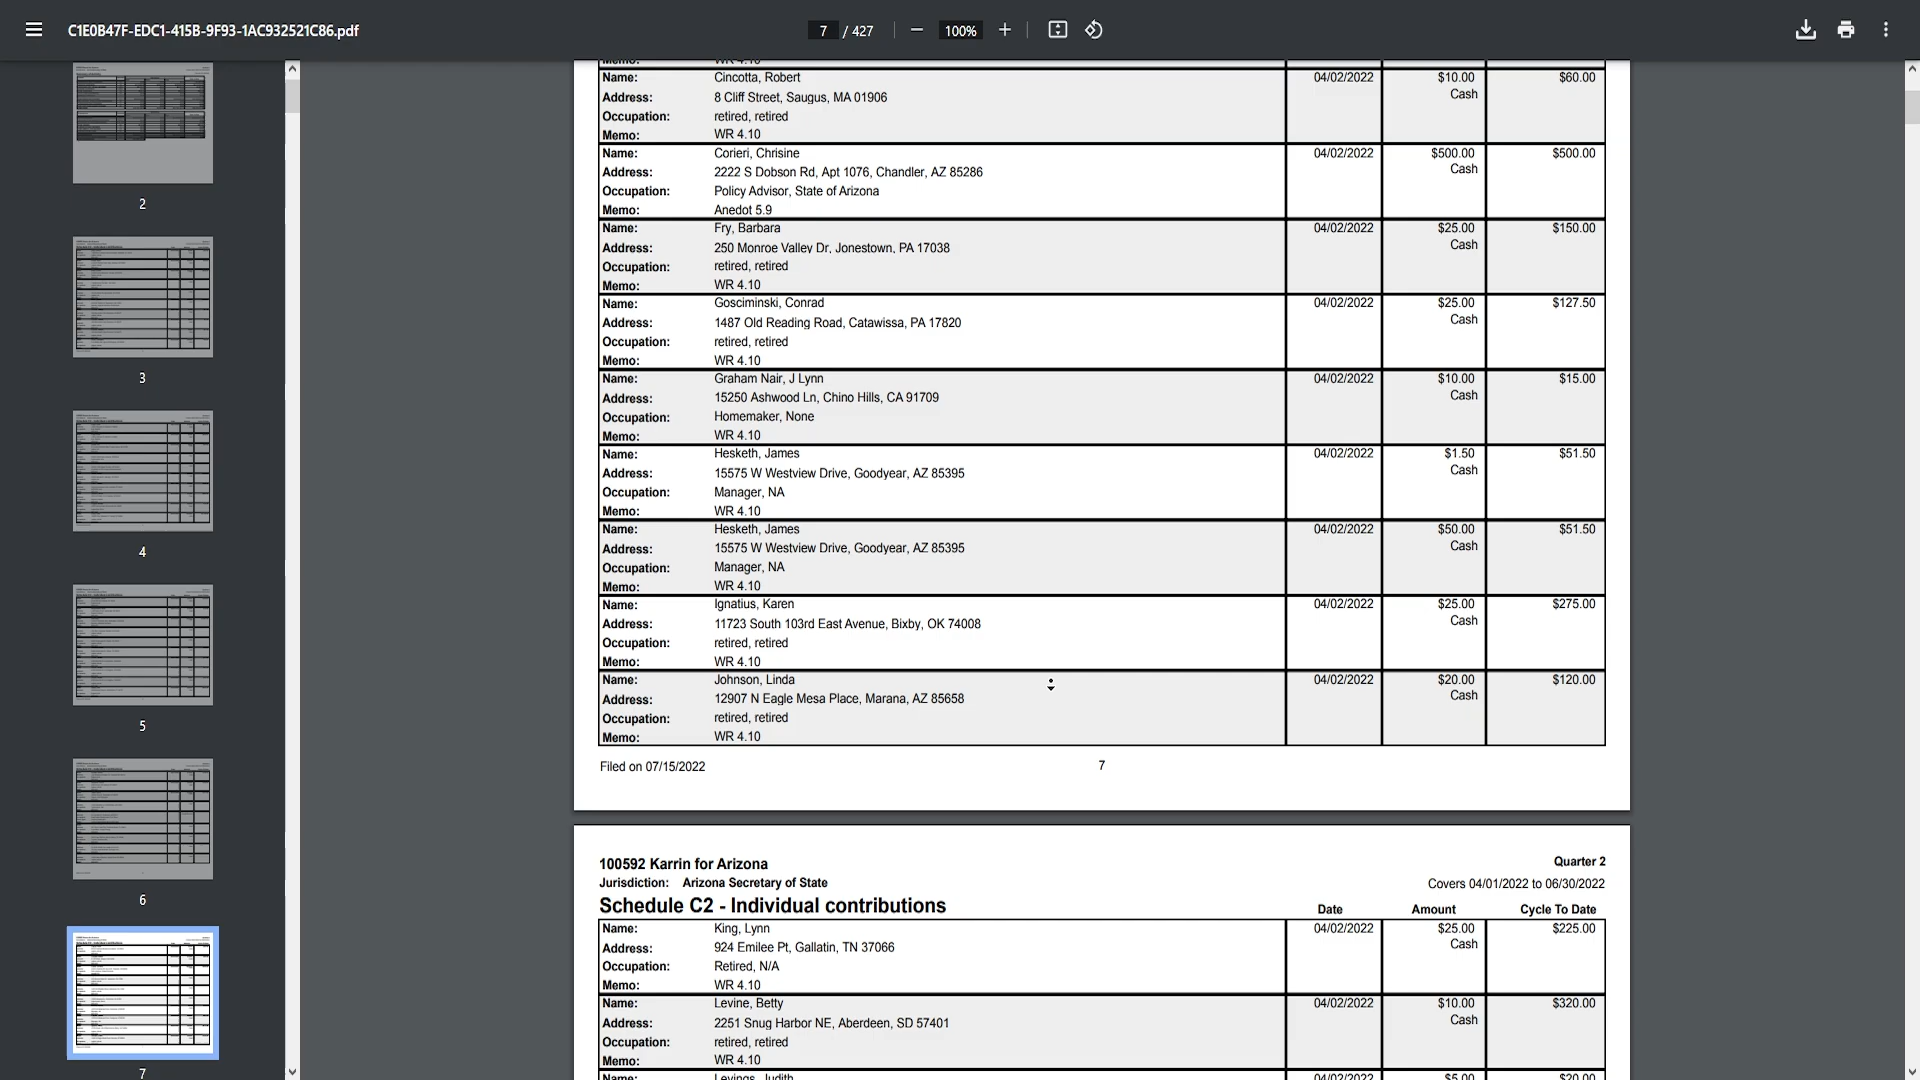 C1E0B47F-EDC1-415B-9F93-1AC932521C86.pdf 7 / 427 100%
2
3
4
5
6
7
WR 4.10
Name: Cincotta, Robert 04/02/2022 $10.00 $60.00
Address: 8 Cliff Street, Saugus, MA 01906 Cash
Occupation: retired, retired
Memo: WR 4.10
Name: Corieri, Chrisine 04/02/2022 $500.00 $500.00
Address: 2222 S Dobson Rd, Apt 1076, Chandler, AZ 85286 Cash
Occupation: Policy Advisor, State of Arizona
Memo: Anedot 5.9
Name: Fry, Barbara 04/02/2022 $25.00 $150.00
Address: 250 Monroe Valley Dr, Jonestown, PA 17038 Cash
Occupation: retired, retired
Memo: WR 4.10
Name: Gosciminski, Conrad 04/02/2022 $25.00 $127.50
Address: 1487 Old Reading Road, Catawissa, PA 17820 Cash
Occupation: retired, retired
Memo: WR 4.10
Name: Graham Nair, J Lynn 04/02/2022 $10.00 $15.00
Address: 15250 Ashwood Ln, Chino Hills, CA 91709 Cash
Occupation: Homemaker, None
Memo: WR 4.10
Name: Hesketh, James 04/02/2022 $1.50 $51.50
Address: 15575 W Westview Drive, Goodyear, AZ 85395 Cash
Occupation: Manager, NA
Memo: WR 4.10
Name: Hesketh, James 04/02/2022 $50.00 $51.50
Address: 15575 W Westview Drive, Goodyear, AZ 85395 Cash
Occupation: Manager, NA
Memo: WR 4.10
Name: Ignatius, Karen 04/02/2022 $25.00 $275.00
Address: 11723 South 103rd East Avenue, Bixby, OK 74008 Cash
Occupation: retired, retired
Memo: WR 4.10
Name: Johnson, Linda 04/02/2022 $20.00 $120.00
Address: 12907 N Eagle Mesa Place, Marana, AZ 85658 Cash
Occupation: retired, retired
Memo: WR 4.10
Filed on 07/15/2022 7
100592 Karrin for Arizona Quarter 2
Jurisdiction: Arizona Secretary of State Covers 04/01/2022 to 06/30/2022
Schedule C2 - Individual contributions Date Amount Cycle To Date
Name: King, Lynn 04/02/2022 $25.00 $225.00
Address: 924 Emilee Pt, Gallatin, TN 37066 Cash
Occupation: Retired, N/A
Memo: WR 4.10
Name: Levine, Betty 04/02/2022 $10.00 $320.00
Address: 2251 Snug Harbor NE, Aberdeen, SD 57401 Cash
Occupation: retired, retired
Memo: WR 4.10
Name: Levings, Judith 04/02/2022 $5.00 $20.00